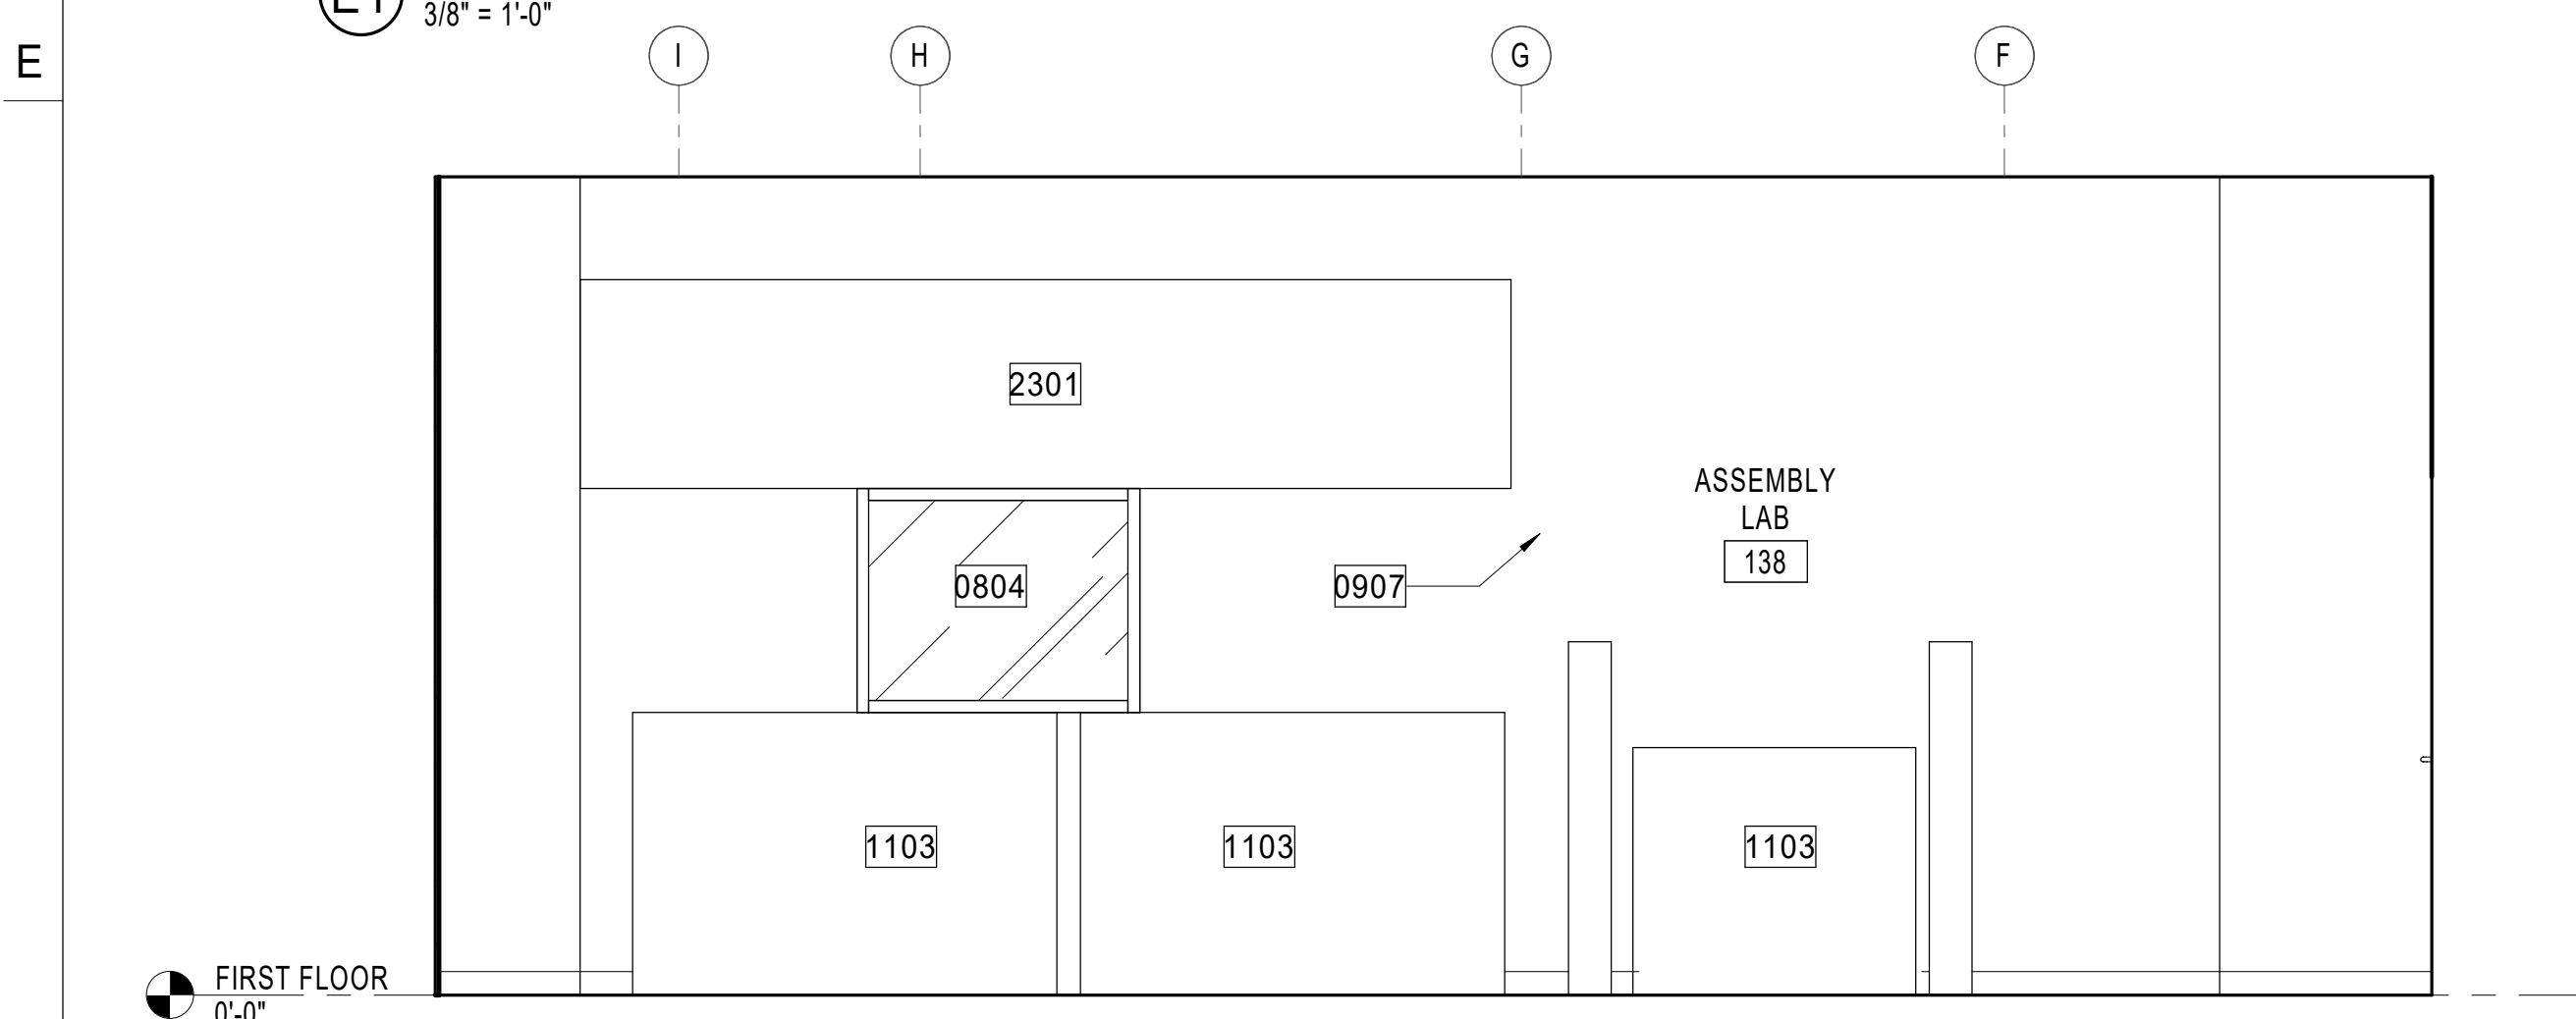 3/8" = 1'-0"
E
I
H
G
F
2301
ASSEMBLY
LAB
138
0804
0907
1103
1103
1103
FIRST FLOOR
0'-0"